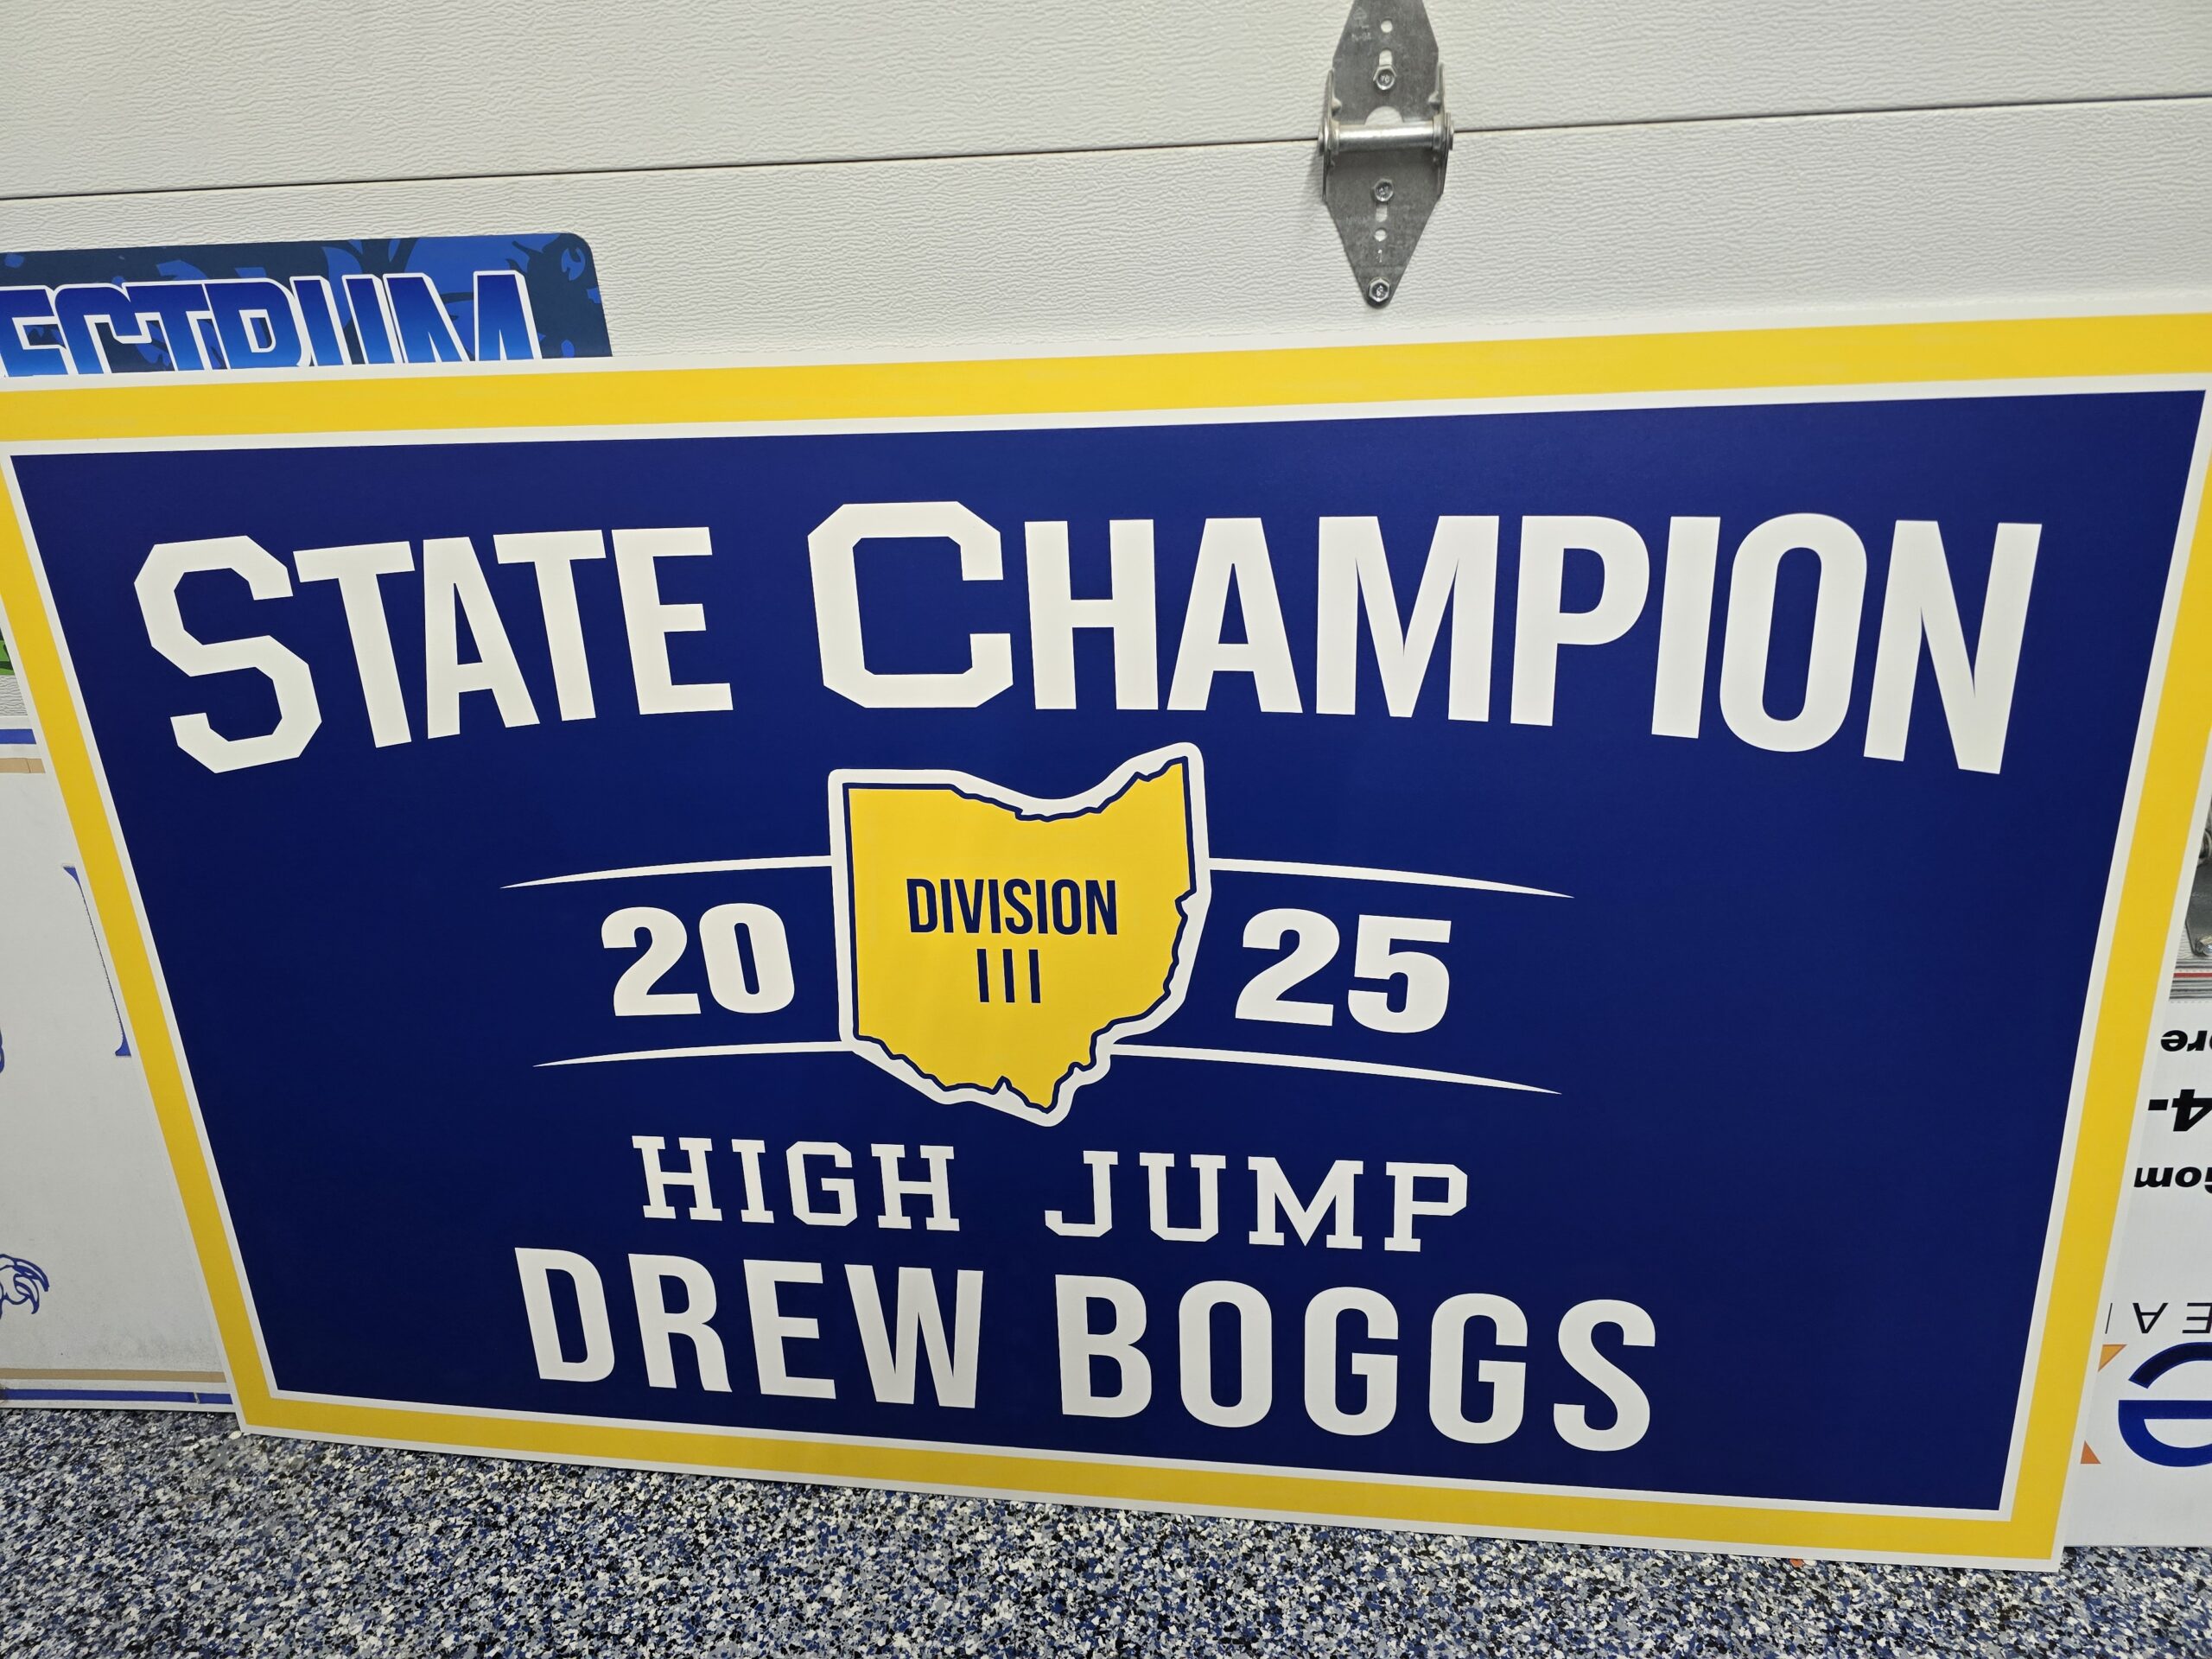 STATE CHAMPION
20 DIVISION III 25
HIGH JUMP
DREW BOGGS